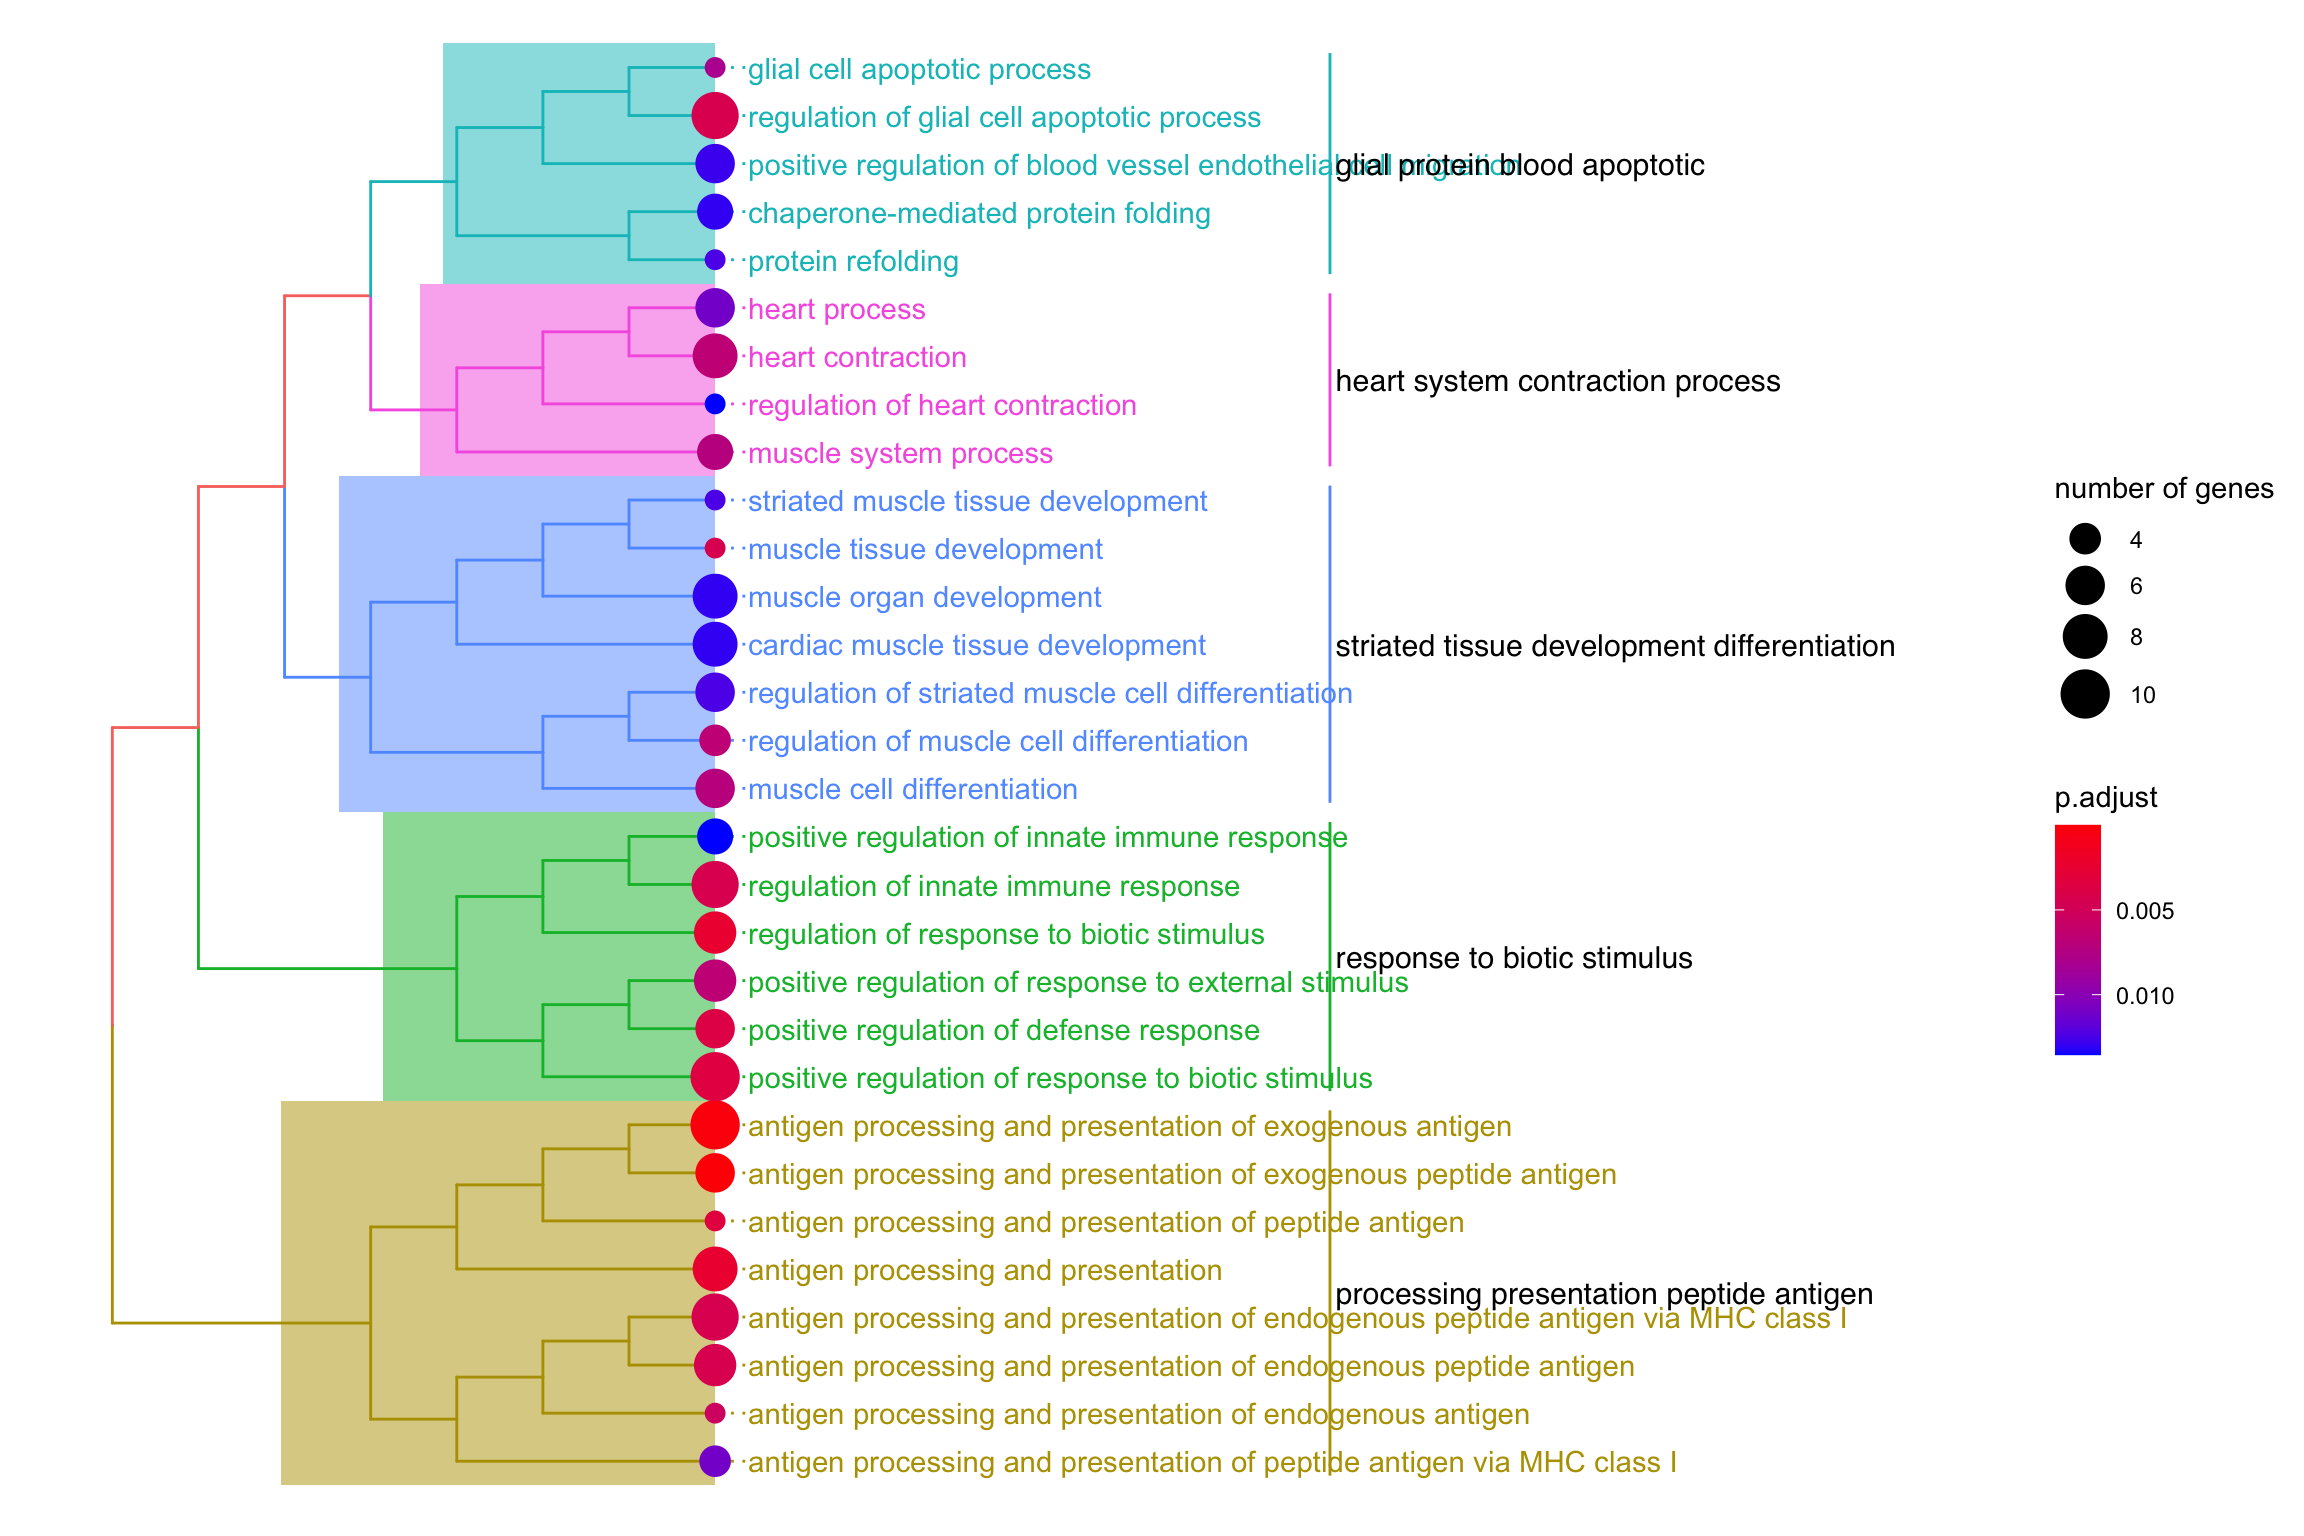 glial cell apoptotic process
regulation of glial cell apoptotic process
positive regulation of blood vessel endothelial cell migration
glial protein blood apoptotic
chaperone-mediated protein folding
protein refolding
heart process
heart contraction
heart system contraction process
regulation of heart contraction
muscle system process
striated muscle tissue development
muscle tissue development
muscle organ development
cardiac muscle tissue development
striated tissue development differentiation
regulation of striated muscle cell differentiation
regulation of muscle cell differentiation
muscle cell differentiation
positive regulation of innate immune response
regulation of innate immune response
regulation of response to biotic stimulus
response to biotic stimulus
positive regulation of response to external stimulus
positive regulation of defense response
positive regulation of response to biotic stimulus
antigen processing and presentation of exogenous antigen
antigen processing and presentation of exogenous peptide antigen
antigen processing and presentation of peptide antigen
antigen processing and presentation
processing presentation peptide antigen
antigen processing and presentation of endogenous peptide antigen via MHC class I
antigen processing and presentation of endogenous peptide antigen
antigen processing and presentation of endogenous antigen
antigen processing and presentation of peptide antigen via MHC class I
number of genes
4
6
8
10
p.adjust
0.005
0.010